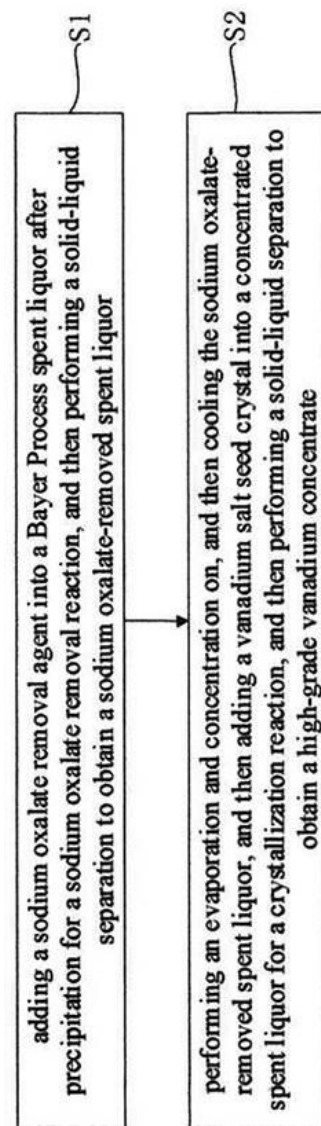 adding a sodium oxalate removal agent into a Bayer Process spent liquor after
precipitation for a sodium oxalate removal reaction, and then performing a solid-liquid
separation to obtain a sodium oxalate-removed spent liquor
S1
performing an evaporation and concentration on, and then cooling the sodium oxalate-
removed spent liquor, and then adding a vanadium salt seed crystal into a concentrated
spent liquor for a crystallization reaction, and then performing a solid-liquid separation to
obtain a high-grade vanadium concentrate
S2